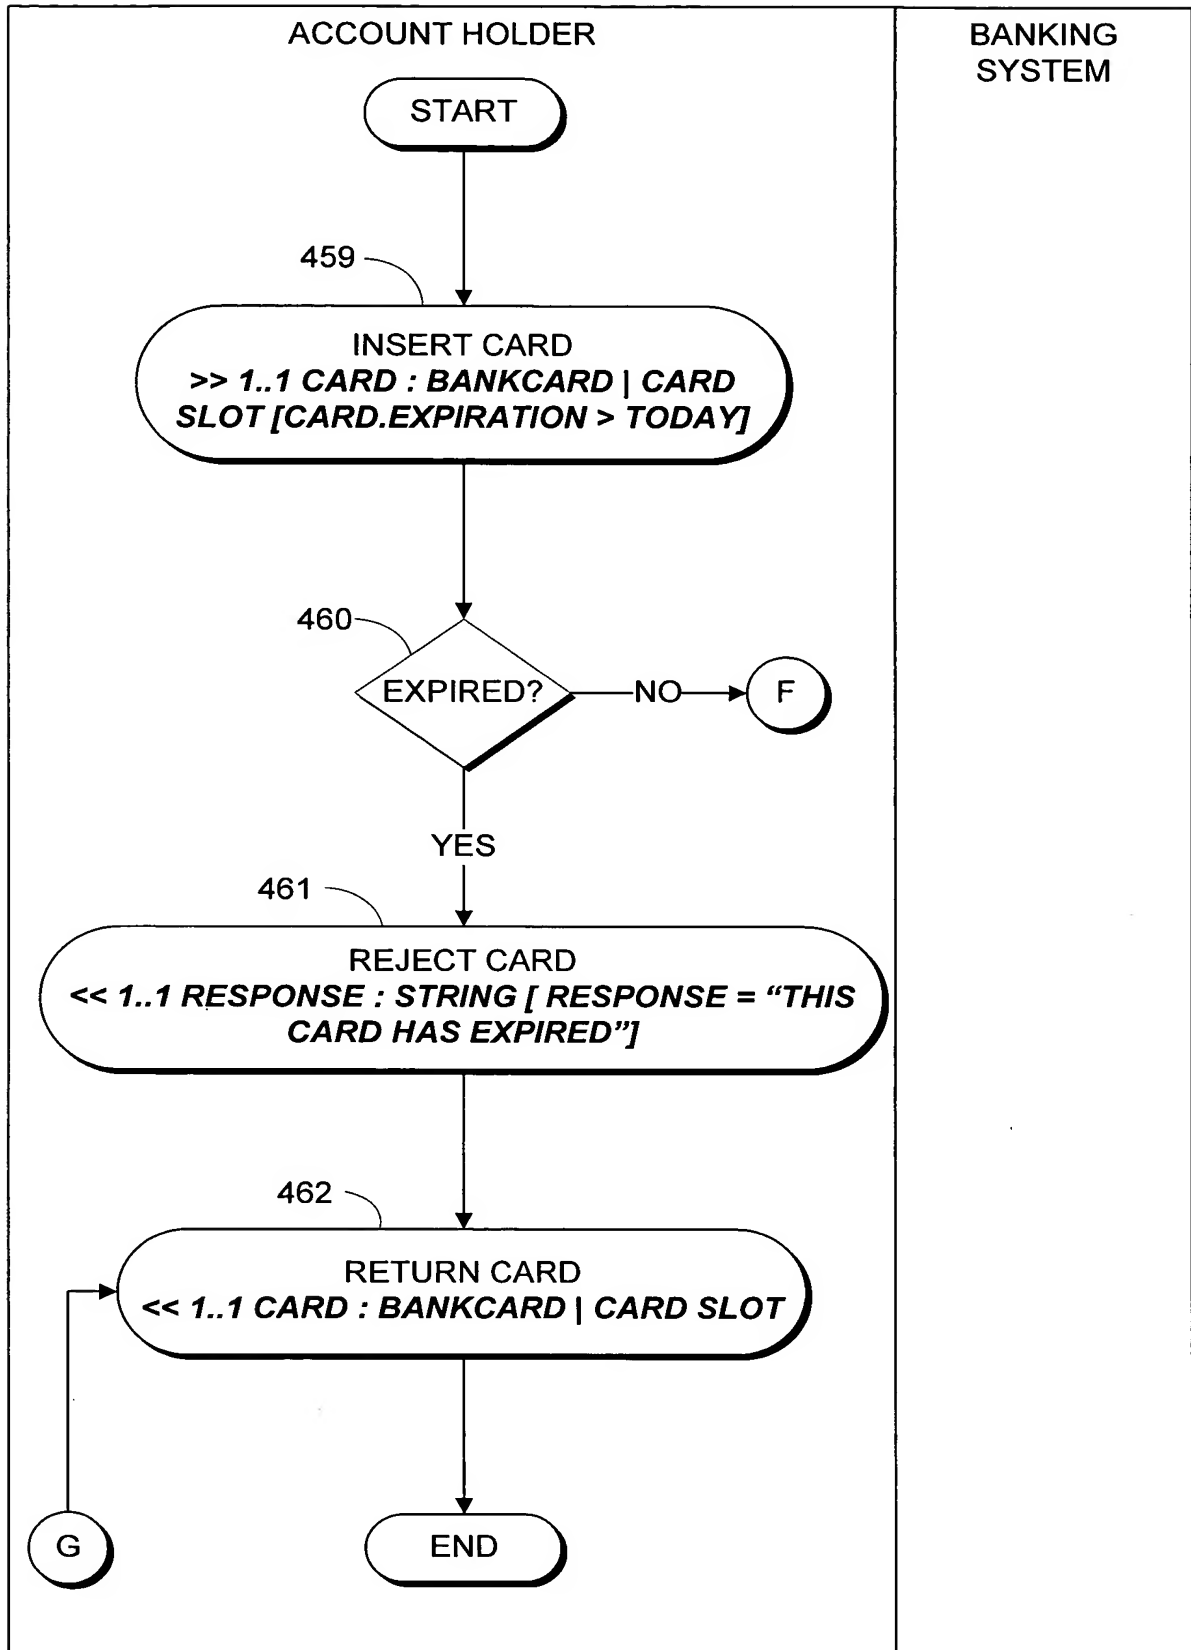 ACCOUNT HOLDER
BANKING
SYSTEM
START
459
INSERT CARD
>> 1..1 CARD : BANKCARD | CARD
SLOT [CARD.EXPIRATION > TODAY]
460
EXPIRED?
NO
F
YES
461
REJECT CARD
<< 1..1 RESPONSE : STRING [ RESPONSE = “THIS
CARD HAS EXPIRED”]
462
RETURN CARD
<< 1..1 CARD : BANKCARD | CARD SLOT
G
END